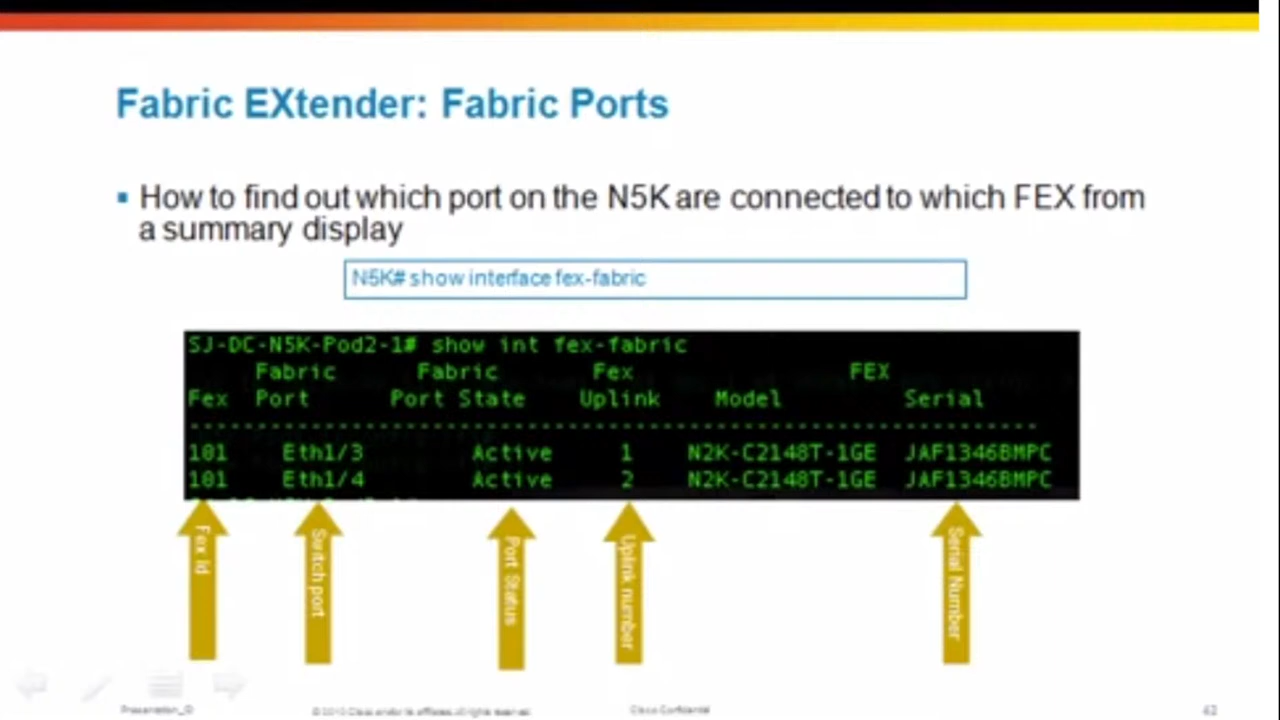 Fabric EXtender: Fabric Ports
▪ How to find out which port on the N5K are connected to which FEX from
a summary display
N5K# show interface fex-fabric
SJ-DC-N5K-Pod2-1# show int fex-fabric
Fabric Fabric Fex FEX
Fex Port Port State Uplink Model Serial
---------------------------------------------------------------
101 Eth1/3 Active 1 N2K-C2148T-1GE JAF1346BMPC
101 Eth1/4 Active 2 N2K-C2148T-1GE JAF1346BMPC
Fex Id
Switch port
Port Status
Uplink number
Serial Number
Presentation_ID
Cisco Confidential